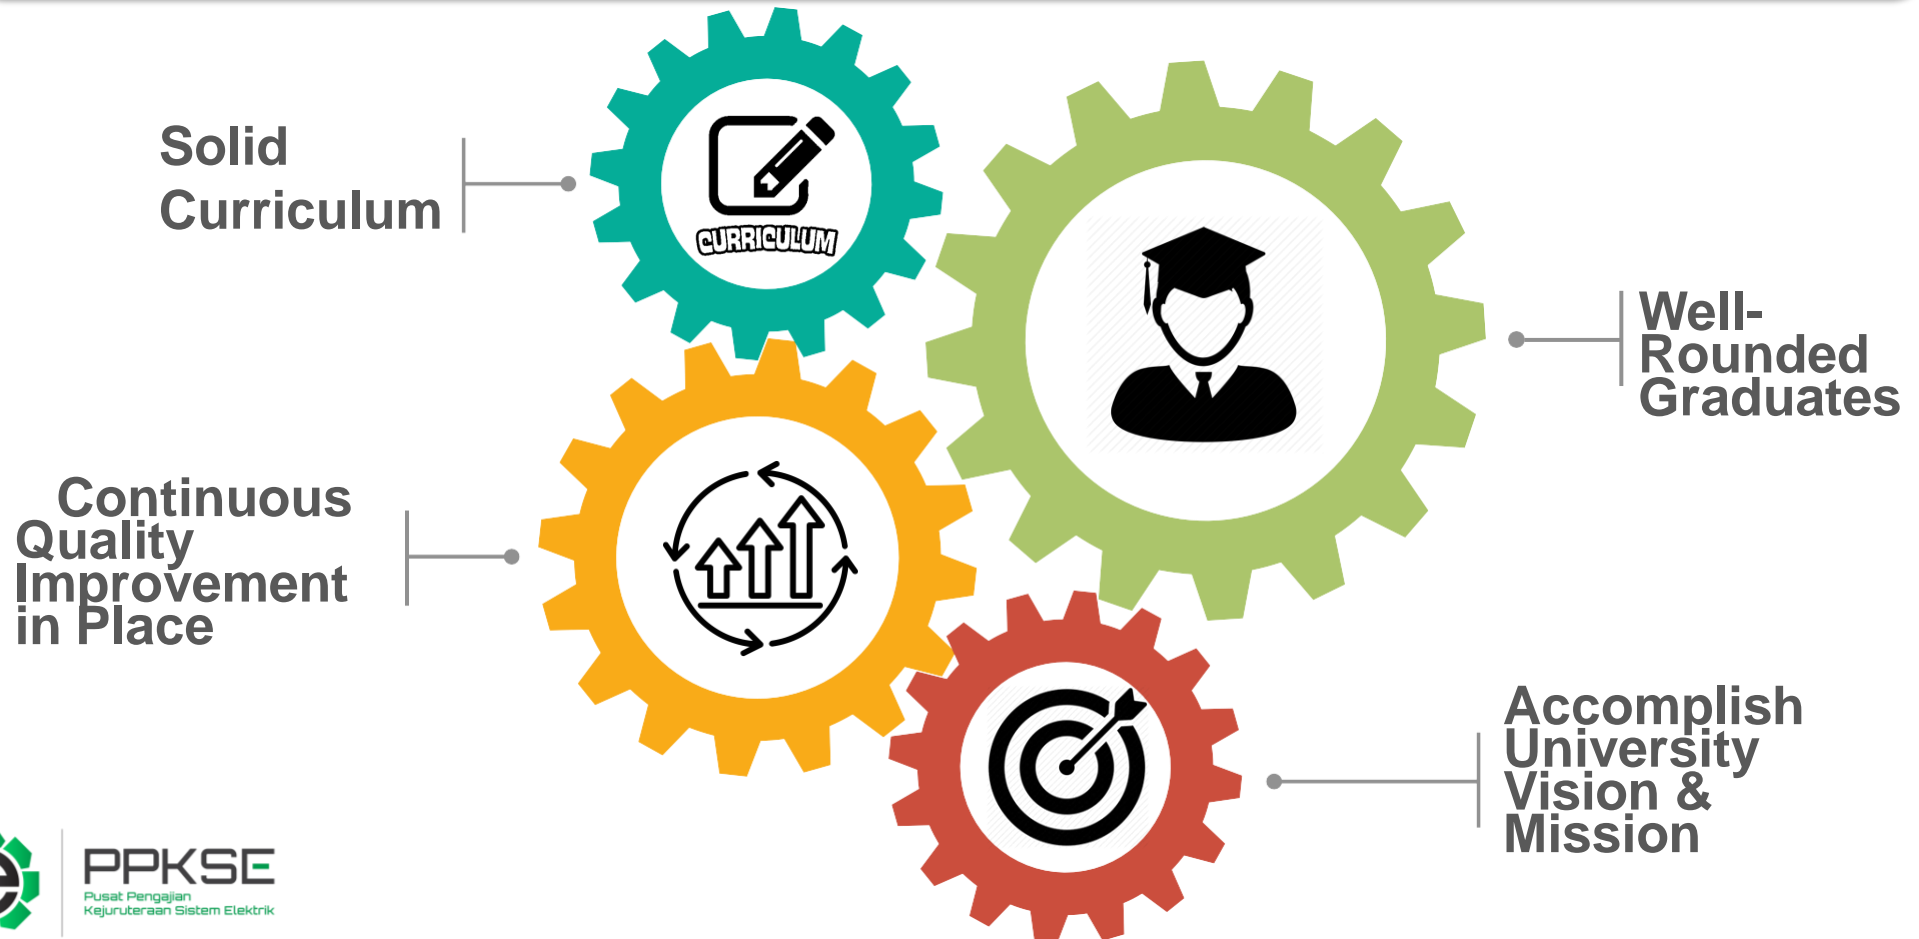 Solid
Curriculum
CURRICULUM
Well-
Rounded
Graduates
Continuous
Quality
Improvement
in Place
Accomplish
University
Vision &
Mission
e
PPKSE
Pusat Pengajian
Kejuruteraan Sistem Elektrik